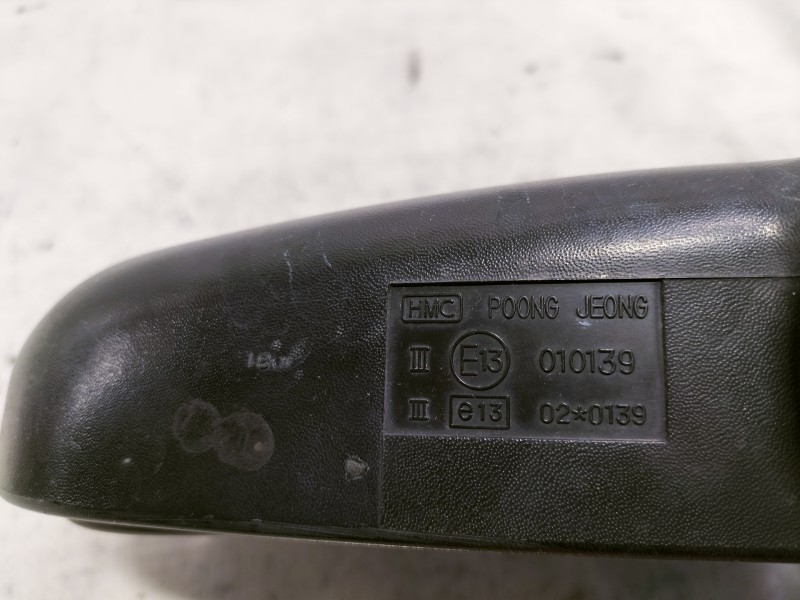 HMC POONG JEONG
III E13 010139
III e13 02*0139